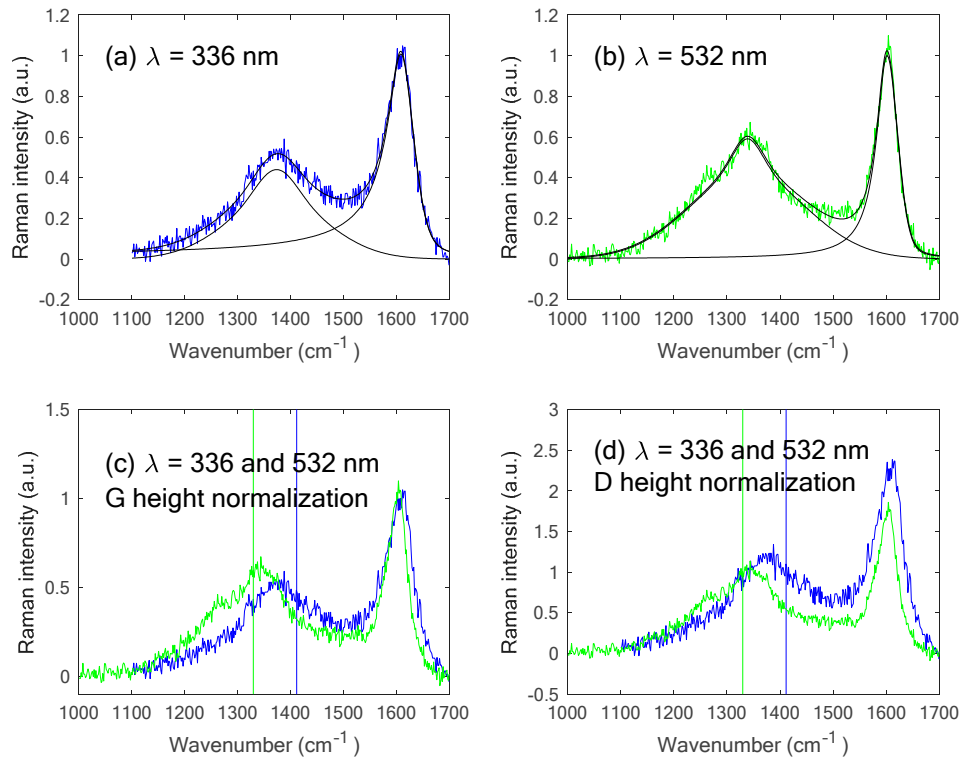 (a) λ = 336 nm
Raman intensity (a.u.)
1.2
1
0.8
0.6
0.4
0.2
0
-0.2
1000 1100 1200 1300 1400 1500 1600 1700
Wavenumber (cm⁻¹ )
(b) λ = 532 nm
Raman intensity (a.u.)
1.2
1
0.8
0.6
0.4
0.2
0
-0.2
1000 1100 1200 1300 1400 1500 1600 1700
Wavenumber (cm⁻¹ )
(c) λ = 336 and 532 nm
G height normalization
Raman intensity (a.u.)
1.5
1
0.5
0
1000 1100 1200 1300 1400 1500 1600 1700
Wavenumber (cm⁻¹ )
(d) λ = 336 and 532 nm
D height normalization
Raman intensity (a.u.)
3
2.5
2
1.5
1
0.5
0
-0.5
1000 1100 1200 1300 1400 1500 1600 1700
Wavenumber (cm⁻¹ )